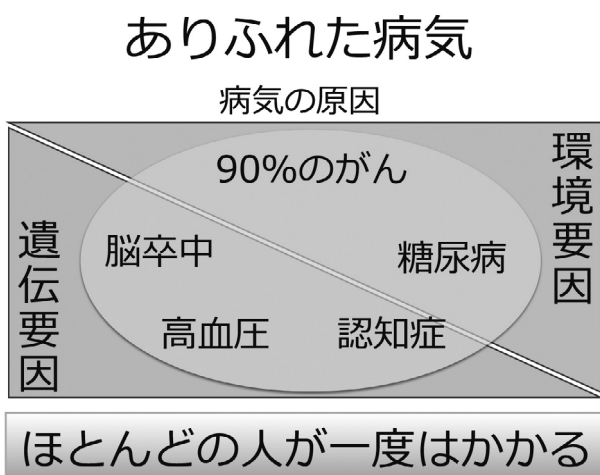 ありふれた病気
病気の原因
90%のがん
環境要因
遺伝要因
脳卒中
糖尿病
高血圧
認知症
ほとんどの人が一度はかかる